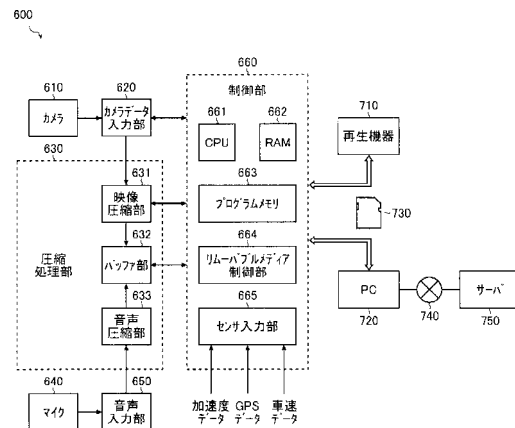 600
660
610
620
制御部
カメラ
カメラデータ
入力部
661
662
710
CPU
RAM
再生機器
630
631
663
映像
圧縮部
プログラムメモリ
730
632
664
圧縮
処理部
バッファ部
リムーバブルメディア
制御部
PC
サーバ
633
665
720
740
750
音声
圧縮部
センサ入力部
640
650
マイク
音声
入力部
加速度
データ
GPS
データ
車速
データ